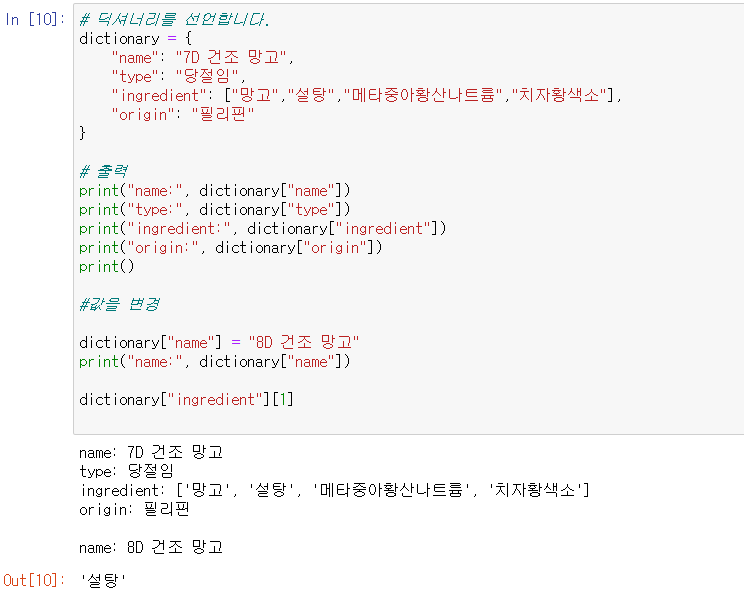 In [10]:
# 딕셔너리를 선언합니다.
dictionary = {
    "name": "7D 건조 망고",
    "type": "당절임",
    "ingredient": ["망고","설탕","메타중아황산나트륨","치자황색소"],
    "origin": "필리핀"
}

# 출력
print("name:", dictionary["name"])
print("type:", dictionary["type"])
print("ingredient:", dictionary["ingredient"])
print("origin:", dictionary["origin"])
print()

#값을 변경

dictionary["name"] = "8D 건조 망고"
print("name:", dictionary["name"])

dictionary["ingredient"][1]

name: 7D 건조 망고
type: 당절임
ingredient: ['망고', '설탕', '메타중아황산나트륨', '치자황색소']
origin: 필리핀

name: 8D 건조 망고

Out[10]: '설탕'